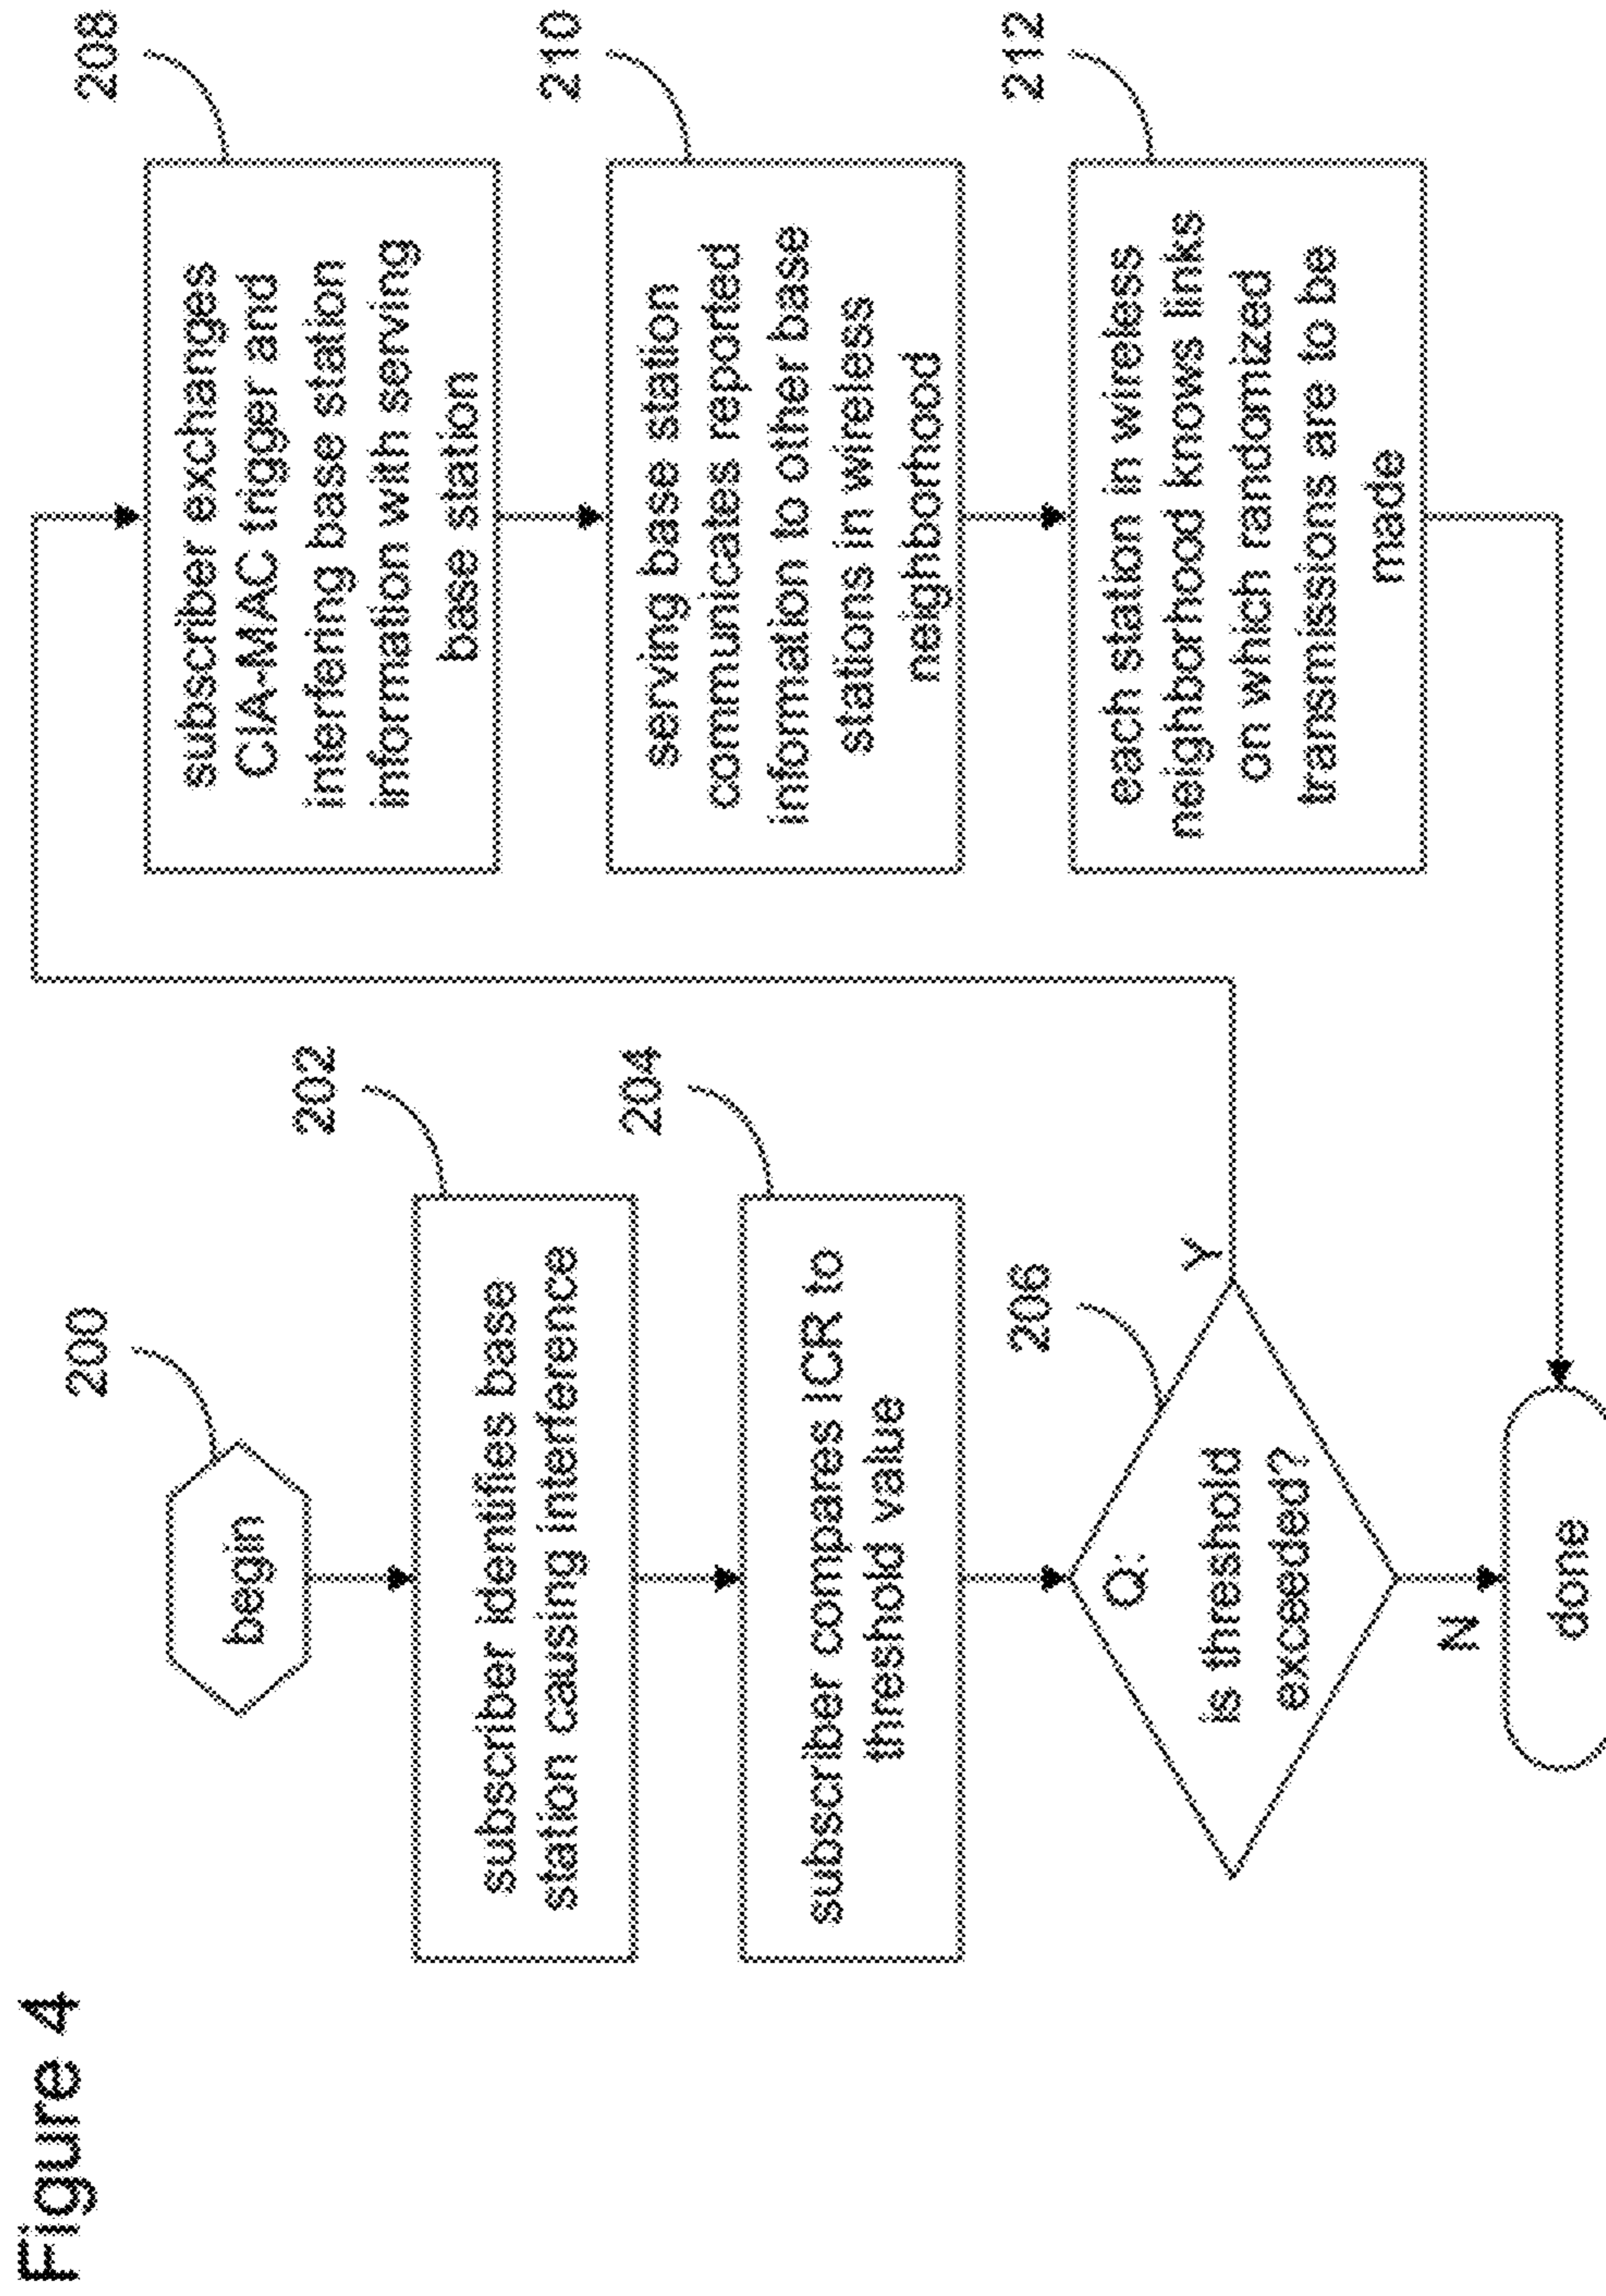 Figure 4
200
begin
202
subscriber identifies base
station causing interference
204
subscriber compares ICR to
threshold value
206
Q:
is threshold
exceeded?
Y
N
done
208
subscriber exchanges
CIA-MAC trigger and
interfering base station
information with serving
base station
210
serving base station
communicates reported
information to other base
stations in wireless
neighborhood
212
each station in wireless
neighborhood knows links
on which randomized
transmissions are to be
made